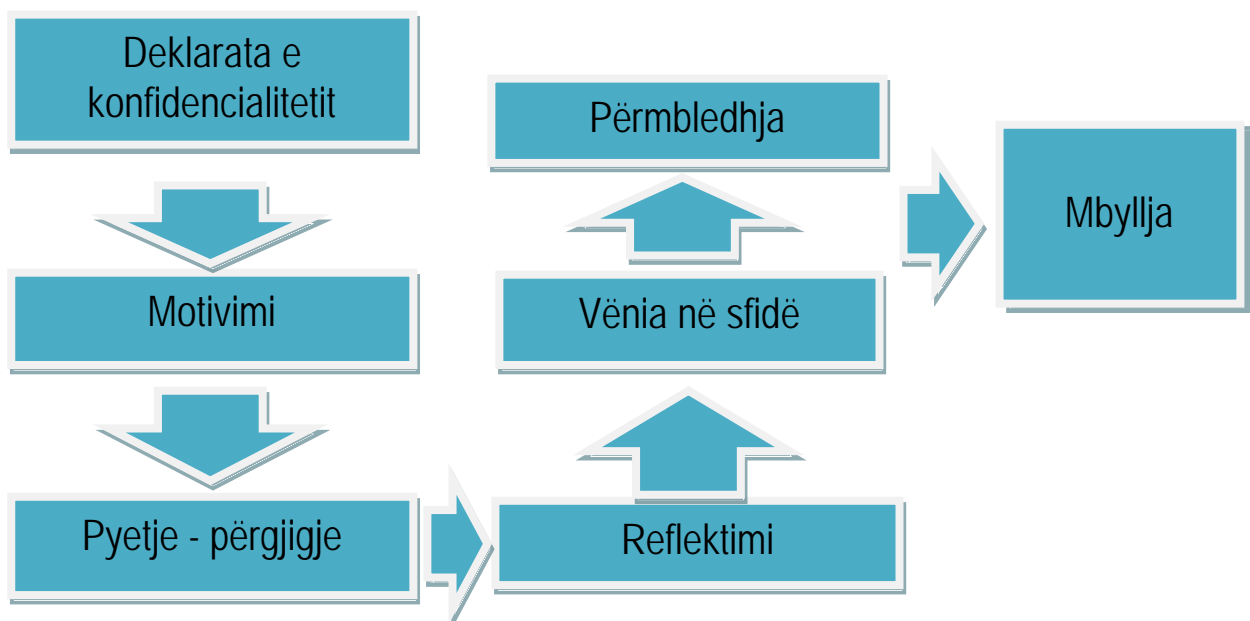 Deklarata e
konfidencialitetit
Motivimi
Pyetje - përgjigje
Reflektimi
Vënia në sfidë
Përmbledhja
Mbyllja